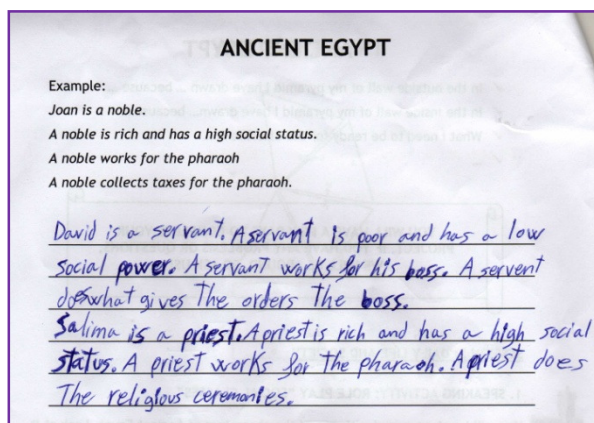 ANCIENT EGYPT
Example:
Joan is a noble.
A noble is rich and has a high social status.
A noble works for the pharaoh
A noble collects taxes for the pharaoh.
David is a servant. A servant is poor and has a low
social power. A servant works for his boss. A servent
does what gives The orders The boss.
Salima is a priest. A priest is rich and has a high social
status. A priest works for the pharaoh. A priest does
The religious ceremonies.